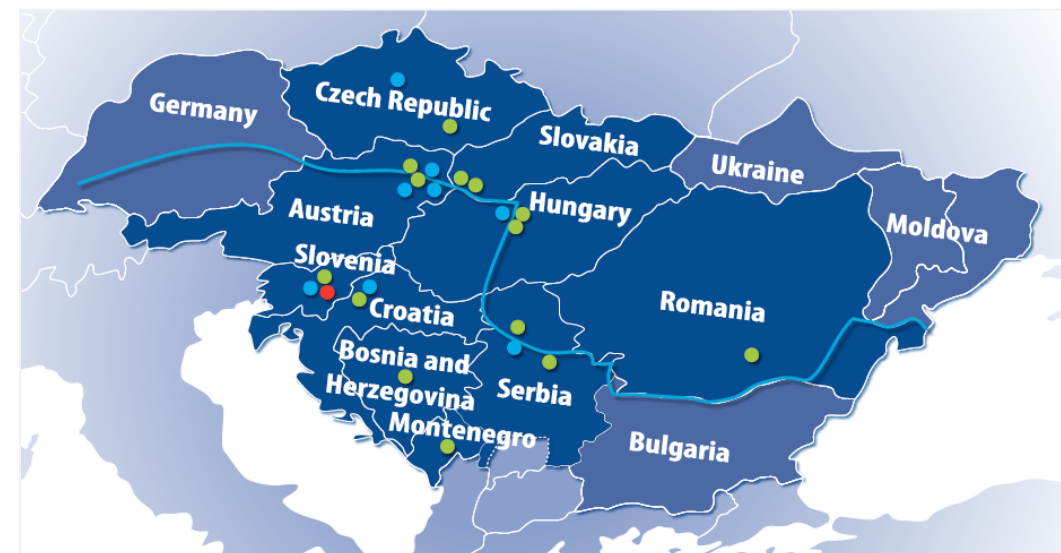 Germany
Czech Republic
Slovakia
Ukraine
Moldova
Austria
Hungary
Slovenia
Croatia
Romania
Bosnia and
Herzegovina
Serbia
Montenegro
Bulgaria